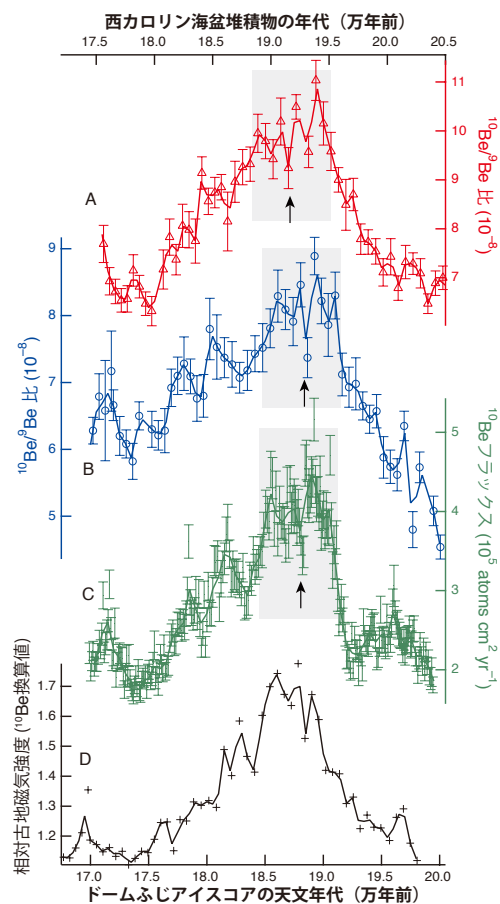 西カロリン海盆堆積物の年代（万年前）
17.5 18.0 18.5 19.0 19.5 20.0 20.5
11
10
9
8
7
¹⁰Be/⁹Be 比 (10⁻⁸)
A
9
8
7
6
5
¹⁰Be/⁹Be 比 (10⁻⁸)
B
5
4
3
2
¹⁰Beフラックス (10⁵ atoms cm² yr⁻¹)
C
1.7
1.6
1.5
1.4
1.3
1.2
相対古地磁気強度 (¹⁰Be換算値)
D
17.0 17.5 18.0 18.5 19.0 19.5 20.0
ドームふじアイスコアの天文年代（万年前）